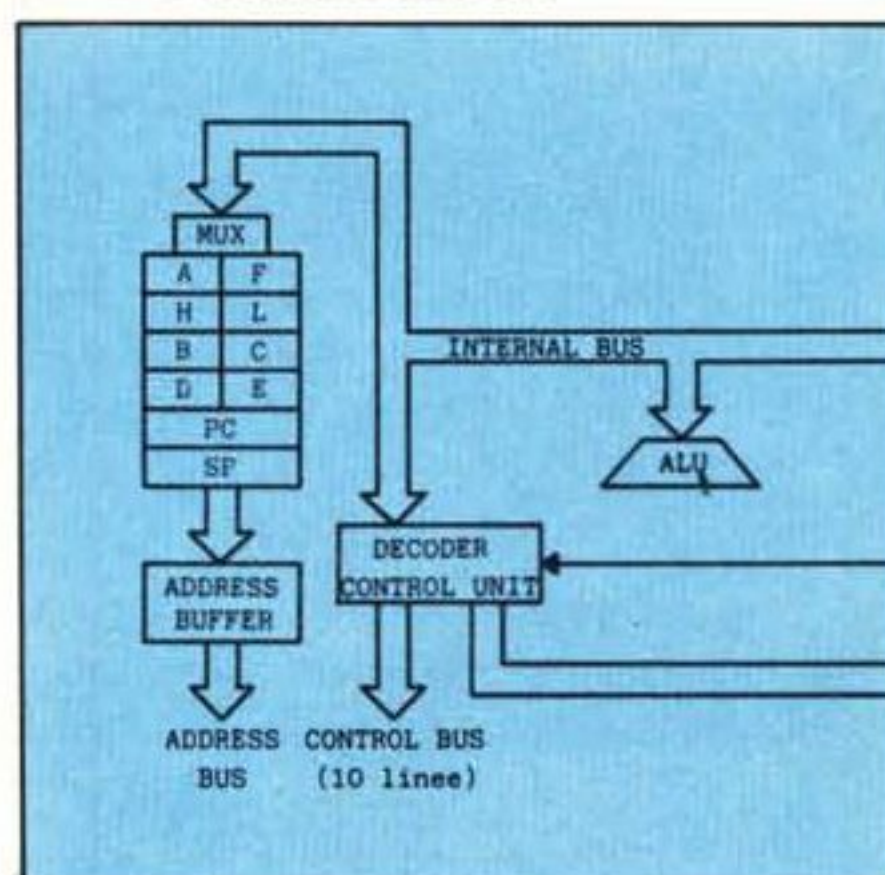 MUX
A F
H L
B C
D E
PC
SP
INTERNAL BUS
ALU
DECODER
CONTROL UNIT
ADDRESS
BUFFER
ADDRESS
BUS
CONTROL BUS
(10 linee)